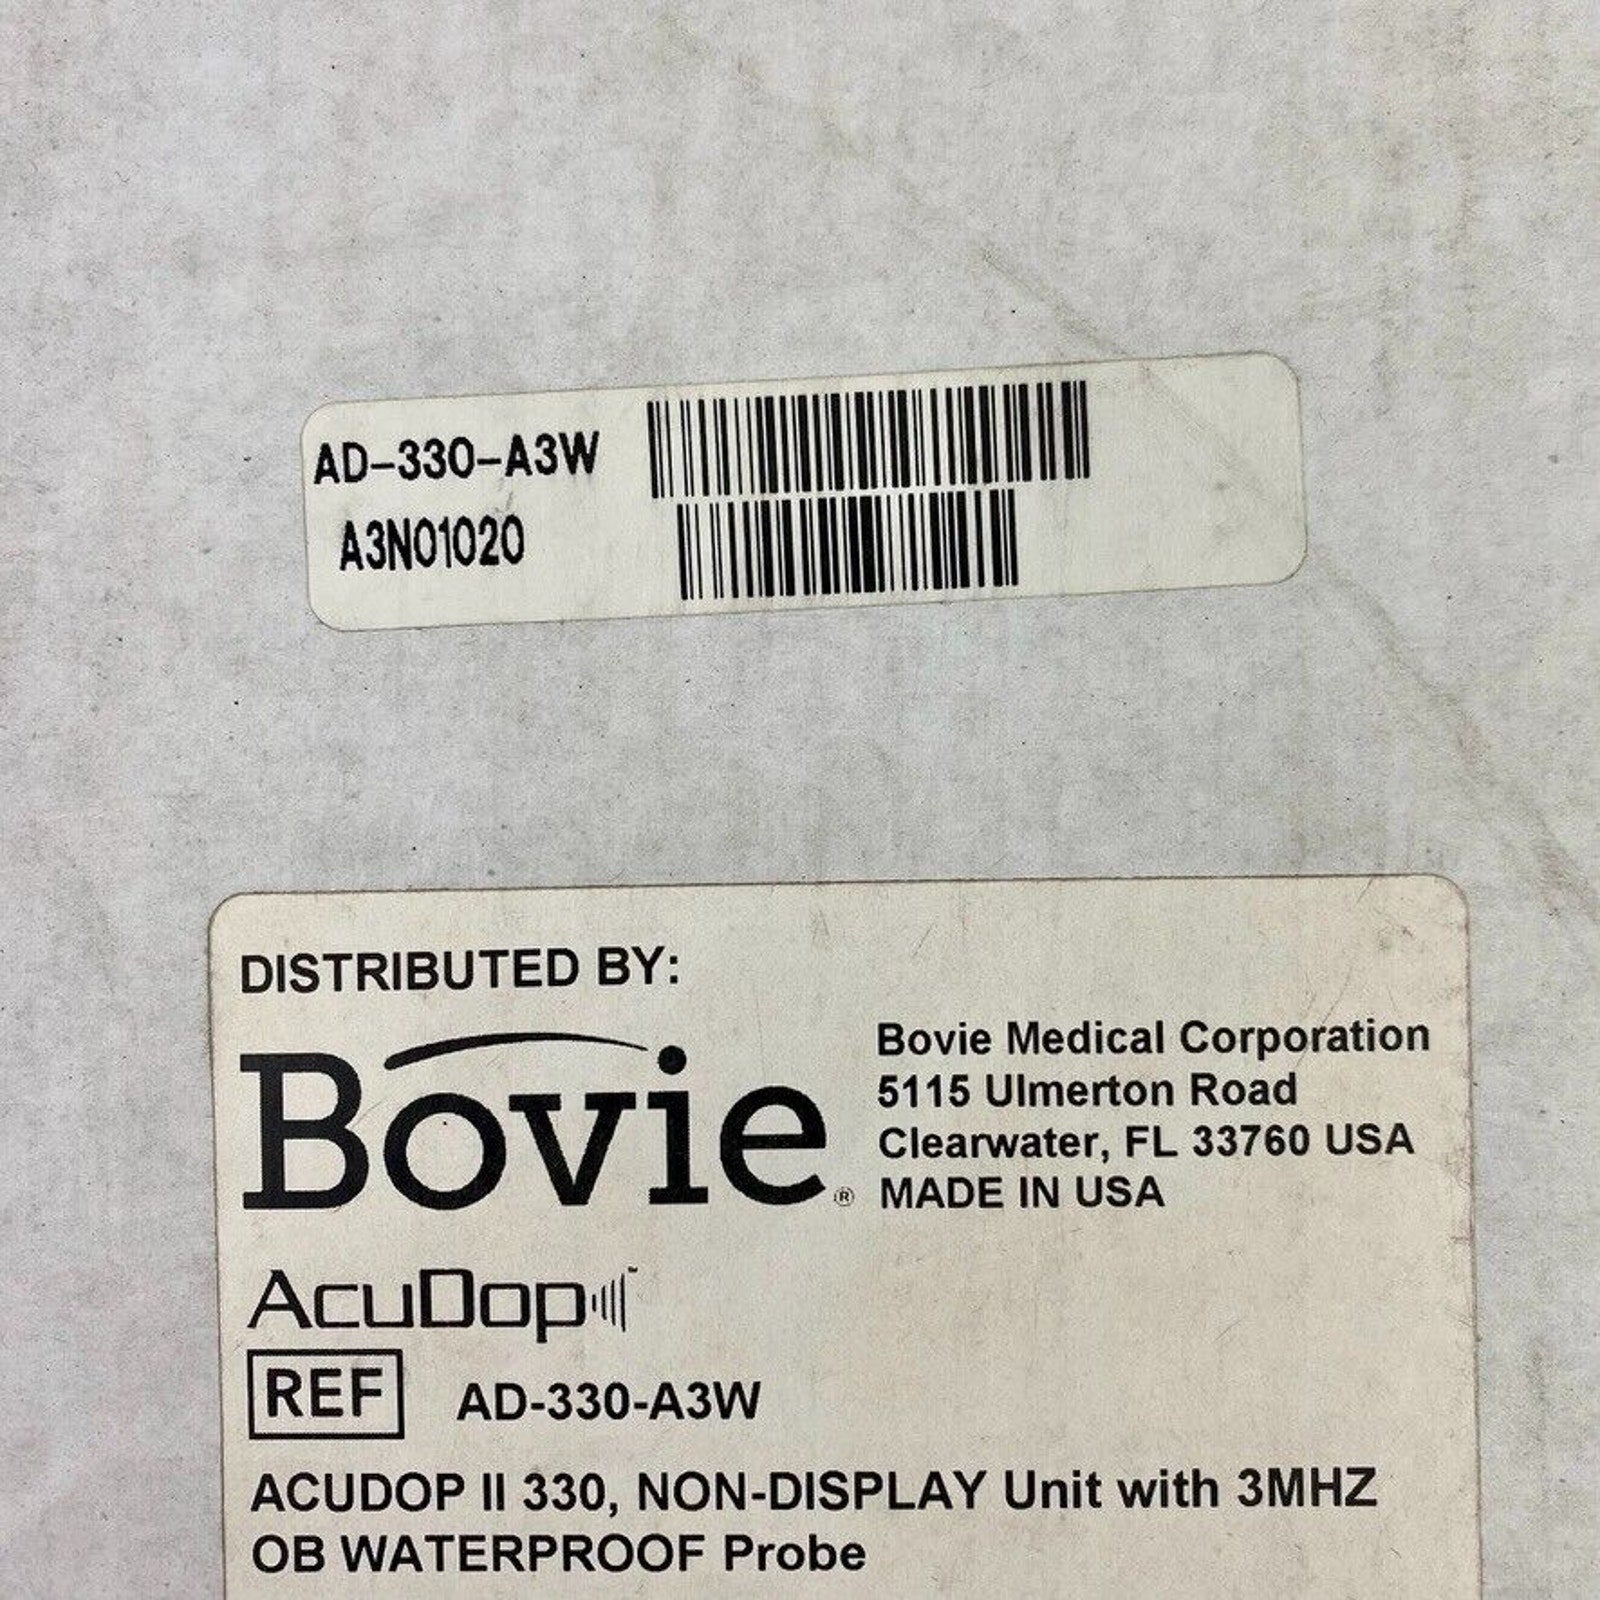 AD-330-A3W
A3N01020
DISTRIBUTED BY:
Bovie®
Bovie Medical Corporation
5115 Ulmerton Road
Clearwater, FL 33760 USA
MADE IN USA
AcuDop
REF AD-330-A3W
ACUDOP II 330, NON-DISPLAY Unit with 3MHZ
OB WATERPROOF Probe